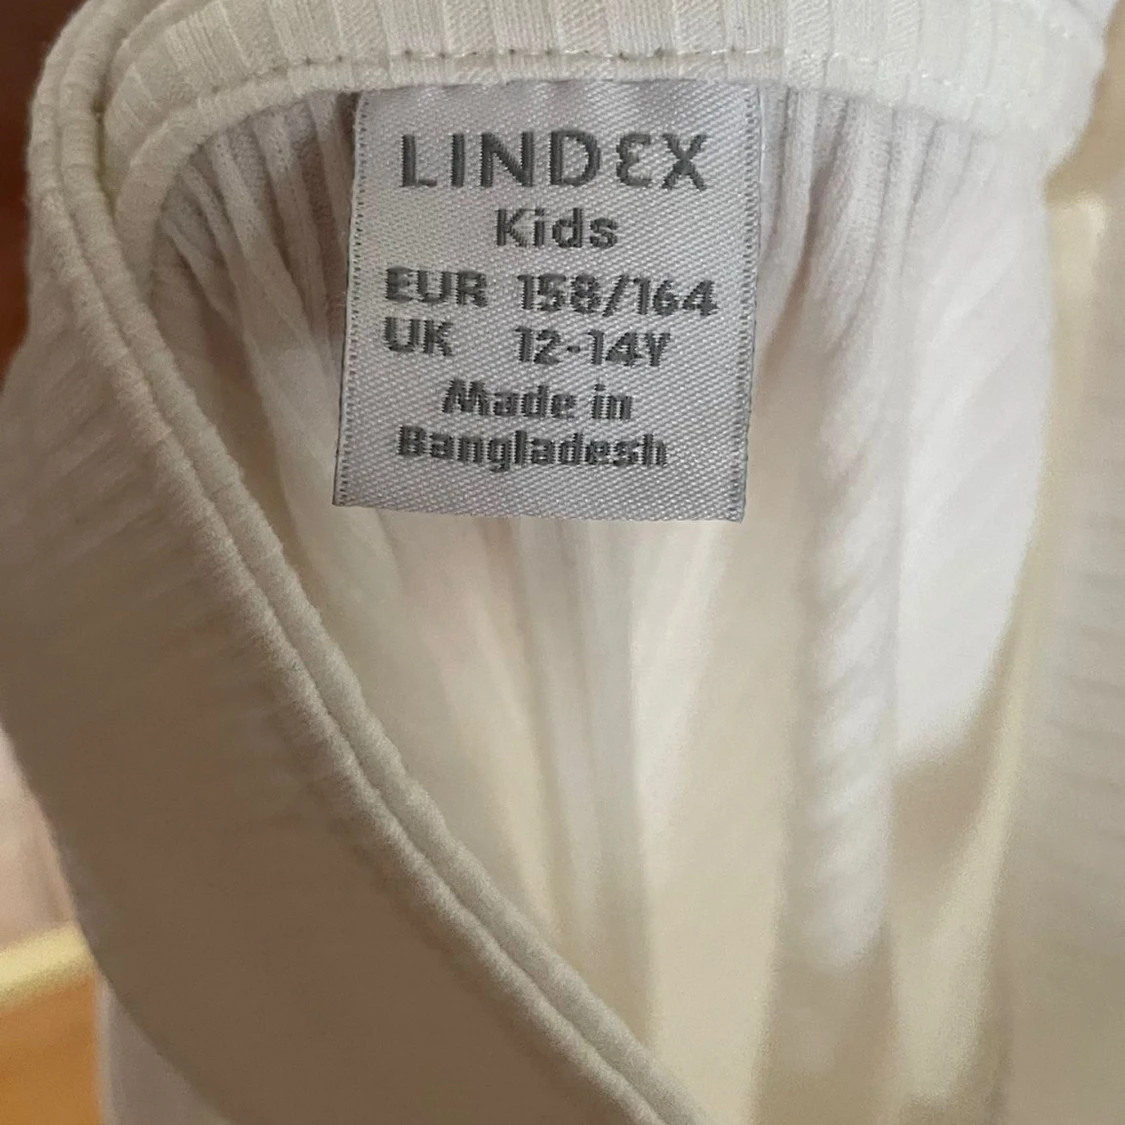 LINDEX
Kids
EUR 158/164
UK 12-14Y
Made in
Bangladesh